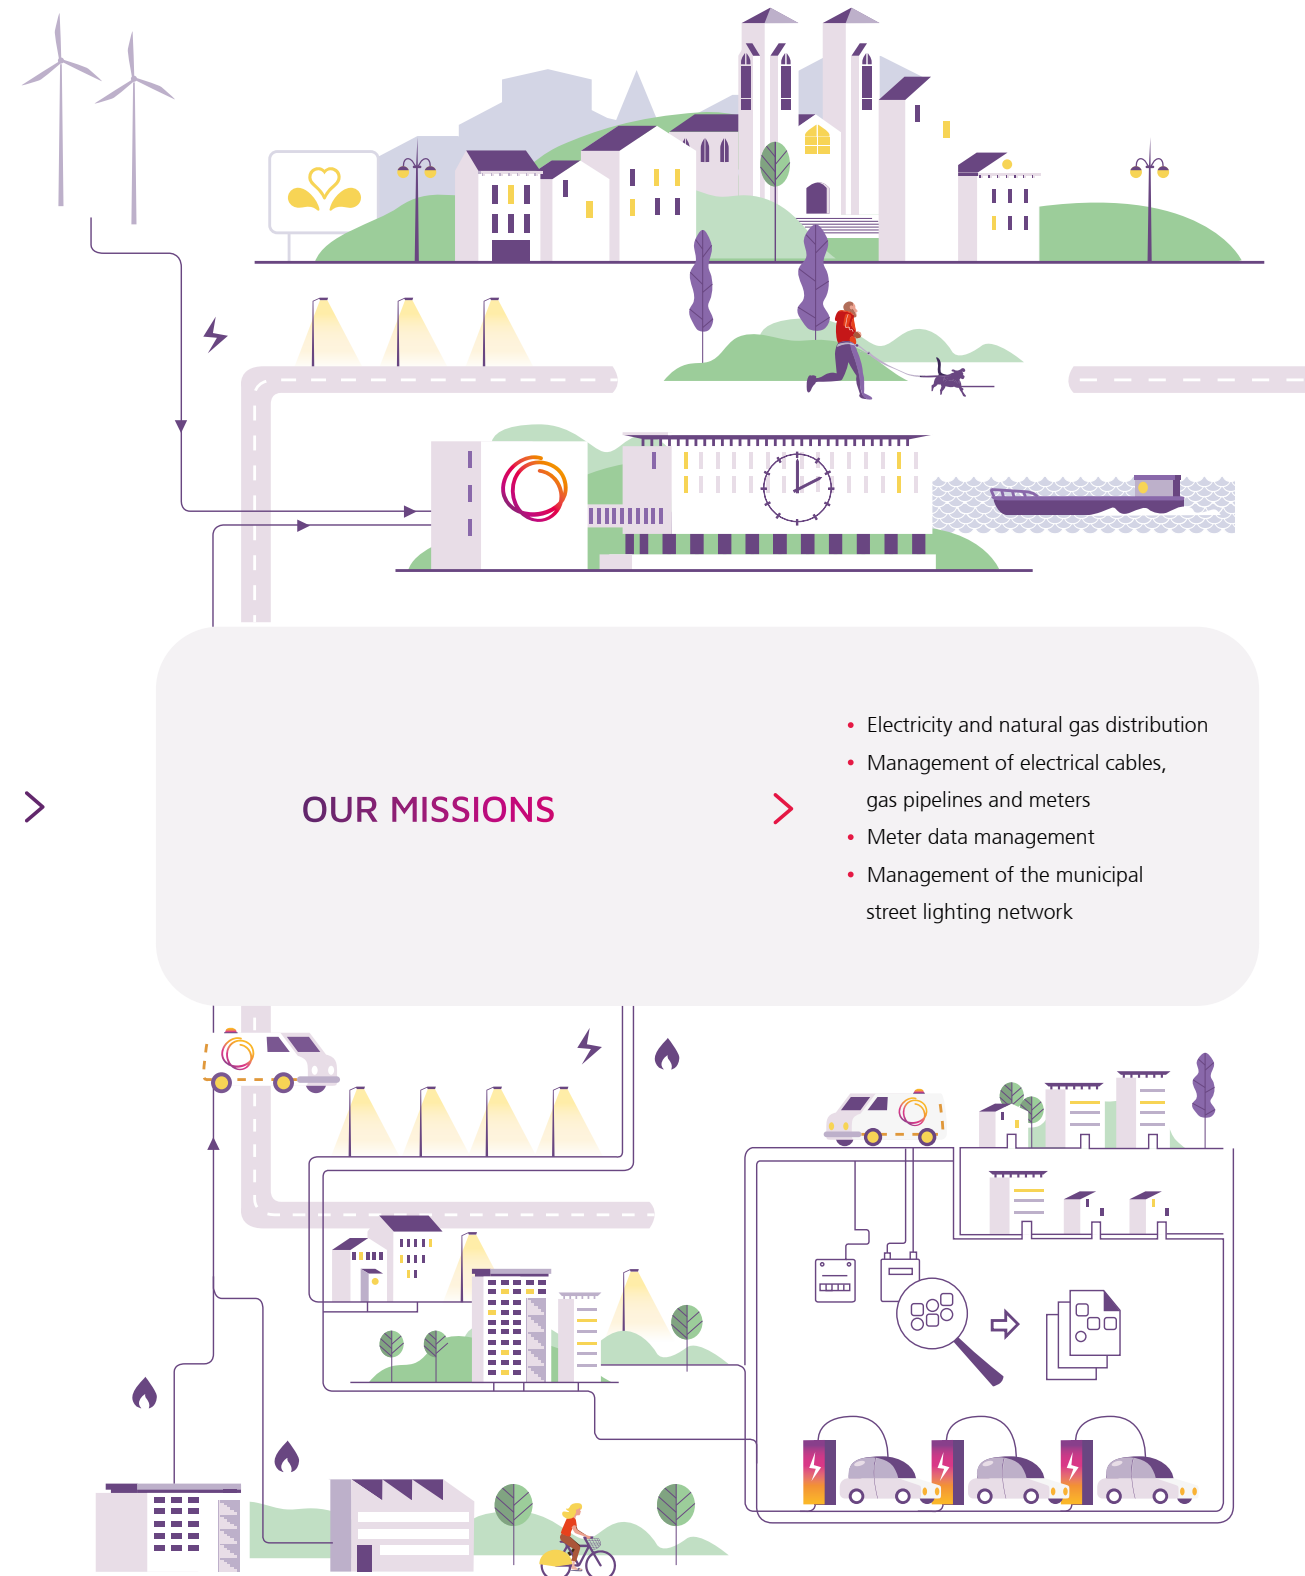 OUR MISSIONS
• Electricity and natural gas distribution
• Management of electrical cables,
gas pipelines and meters
• Meter data management
• Management of the municipal
street lighting network